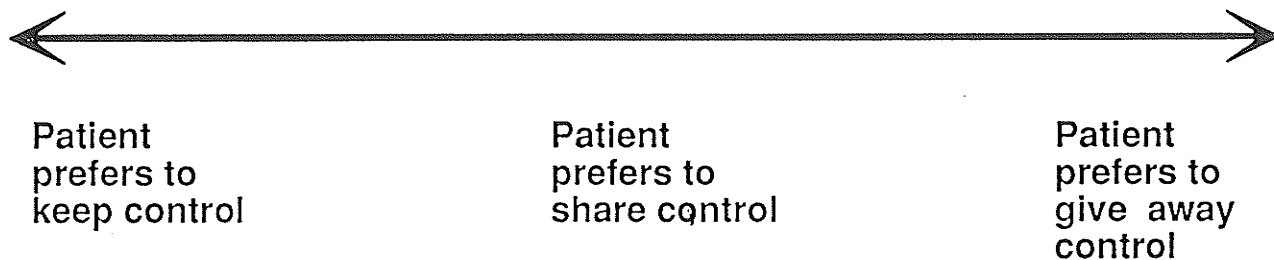 Patient
prefers to
keep control
Patient
prefers to
share control
Patient
prefers to
give away
control